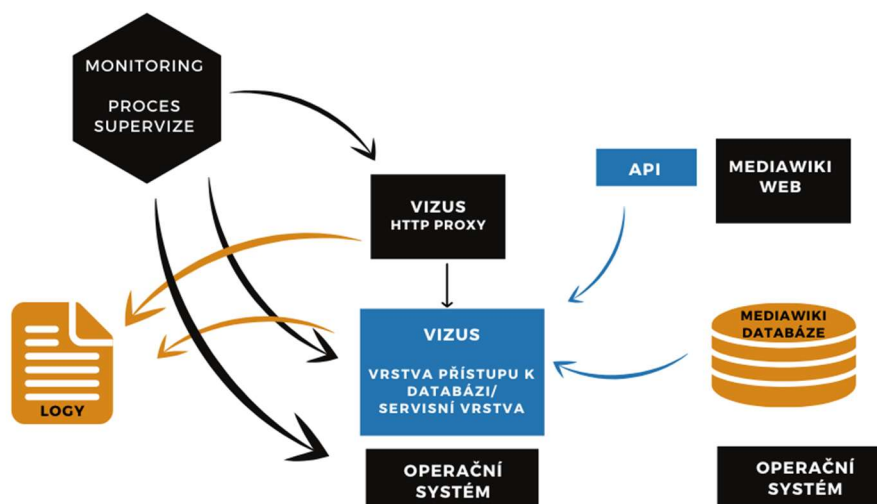 MONITORING
PROCES
SUPERVIZE
API
MEDIAWIKI
WEB
VIZUS
HTTP PROXY
VIZUS
VRSTVA PŘÍSTUPU K
DATABÁZI/
SERVISNÍ VRSTVA
MEDIAWIKI
DATABÁZE
LOGY
OPERAČNÍ
SYSTÉM
OPERAČNÍ
SYSTÉM